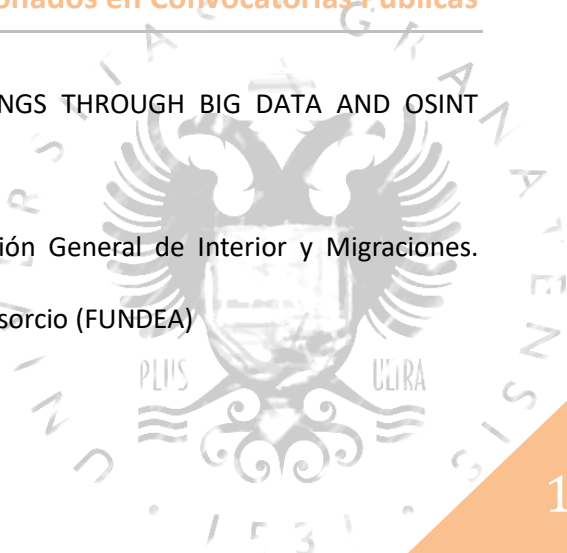 onados en Convocatorias Públicas
NGS THROUGH BIG DATA AND OSINT
ión General de Interior y Migraciones.
sorcio (FUNDEA)
PLUS ULTRA
1531
1